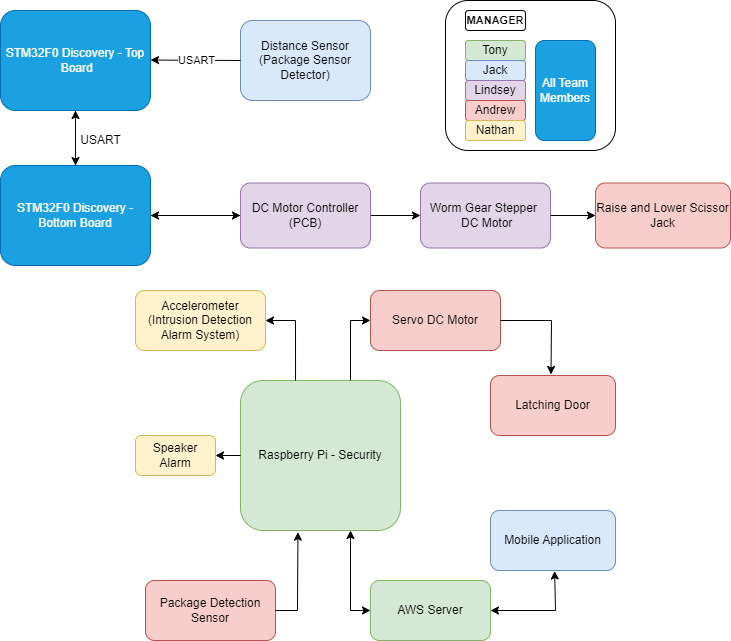 STM32F0 Discovery - Top
Board
USART
Distance Sensor
(Package Sensor
Detector)
MANAGER
Tony
Jack
Lindsey
Andrew
Nathan
All Team
Members
USART
STM32F0 Discovery -
Bottom Board
DC Motor Controller
(PCB)
Worm Gear Stepper
DC Motor
Raise and Lower Scissor
Jack
Accelerometer
(Intrusion Detection
Alarm System)
Servo DC Motor
Latching Door
Speaker
Alarm
Raspberry Pi - Security
Mobile Application
Package Detection
Sensor
AWS Server